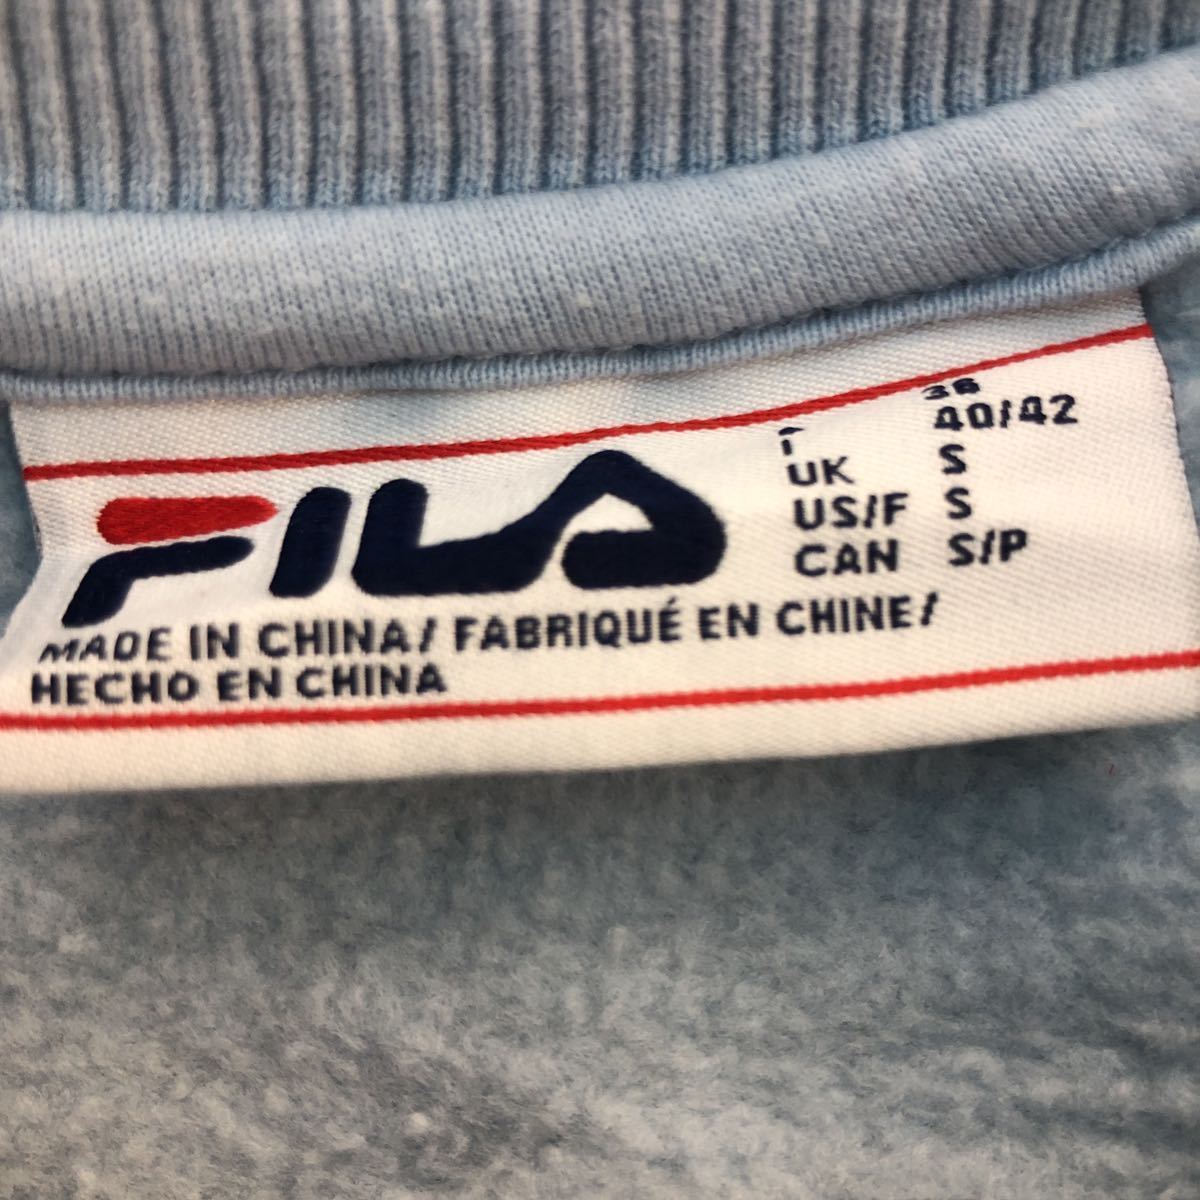 36
40/42
UK S
US/F S
CAN S/P
FILA
MADE IN CHINA/ FABRIQUÉ EN CHINE/
HECHO EN CHINA